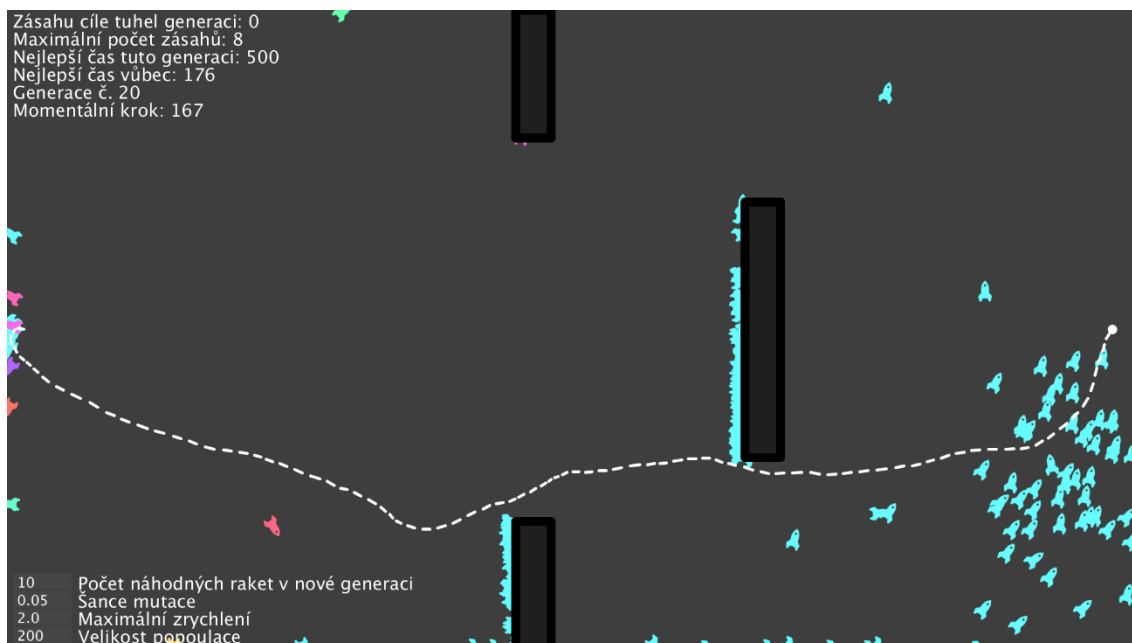 Zásahu cíle tuhel generaci: 0
Maximální počet zásahů: 8
Nejlepší čas tuto generaci: 500
Nejlepší čas vůbec: 176
Generace č. 20
Momentální krok: 167
10 Počet náhodných raket v nové generaci
0.05 Šance mutace
2.0 Maximální zrychlení
200 Velikost popoulace